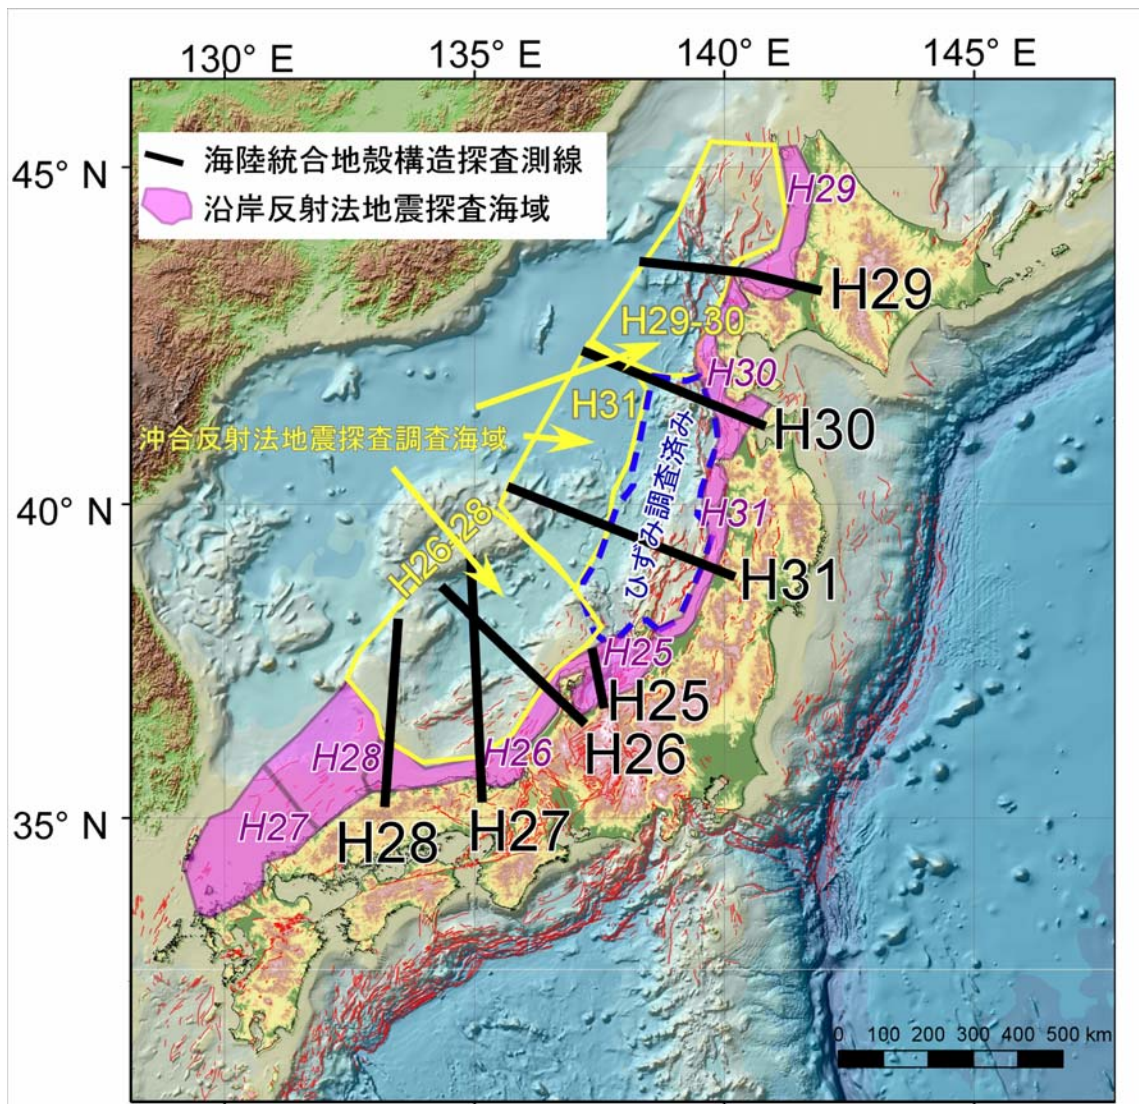 130° E
135° E
140° E
145° E
海陸統合地殻構造探査測線
沿岸反射法地震探査海域
45° N
40° N
35° N
H29
H29
H29-30
H30
H31
H30
沖合反射法地震探査調査海域
ひずみ調査済み
H31
H26-28
H31
H25
H25
H26
H26
H28
H27
H28
H27
0 100 200 300 400 500 km